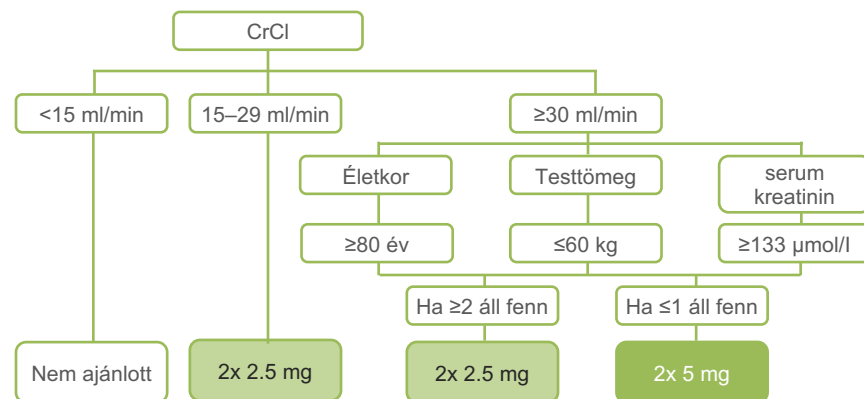 CrCl
<15 ml/min
15–29 ml/min
≥30 ml/min
Életkor
Testtömeg
serum
kreatinin
≥80 év
≤60 kg
≥133 µmol/l
Ha ≥2 áll fenn
Ha ≤1 áll fenn
Nem ajánlott
2x 2.5 mg
2x 2.5 mg
2x 5 mg